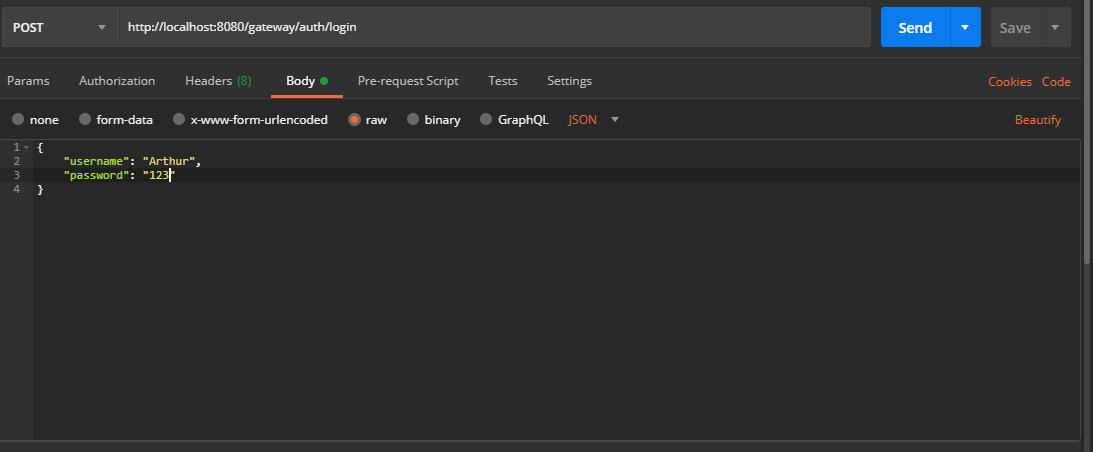 POST http://localhost:8080/gateway/auth/login Send Save
Params Authorization Headers (8) Body Pre-request Script Tests Settings Cookies Code
none form-data x-www-form-urlencoded raw binary GraphQL JSON Beautify
1 {
2 "username": "Arthur",
3 "password": "123"
4 }